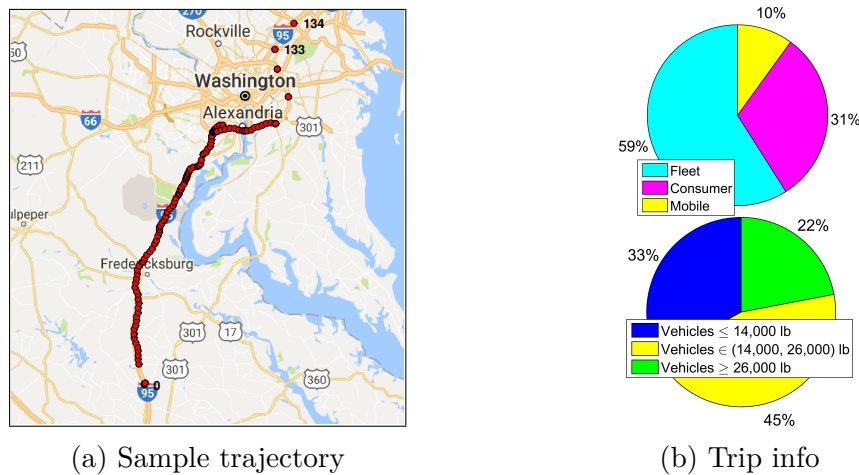 270
Rockville
134
95
133
50
Washington
66
Alexandria
301
211
ulpeper
Fredericksburg
301
17
301
0
360
95
(a) Sample trajectory
10%
31%
59%
Fleet
Consumer
Mobile
22%
33%
Vehicles ≤ 14,000 lb
Vehicles ∈ (14,000, 26,000) lb
Vehicles ≥ 26,000 lb
45%
(b) Trip info